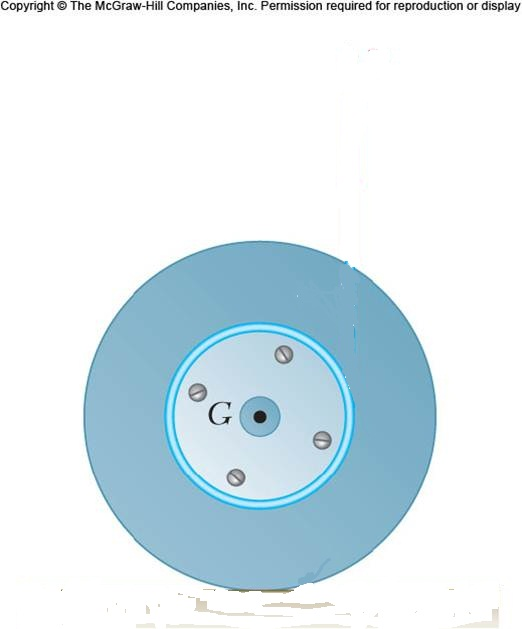 Copyright © The McGraw-Hill Companies, Inc. Permission required for reproduction or display
G